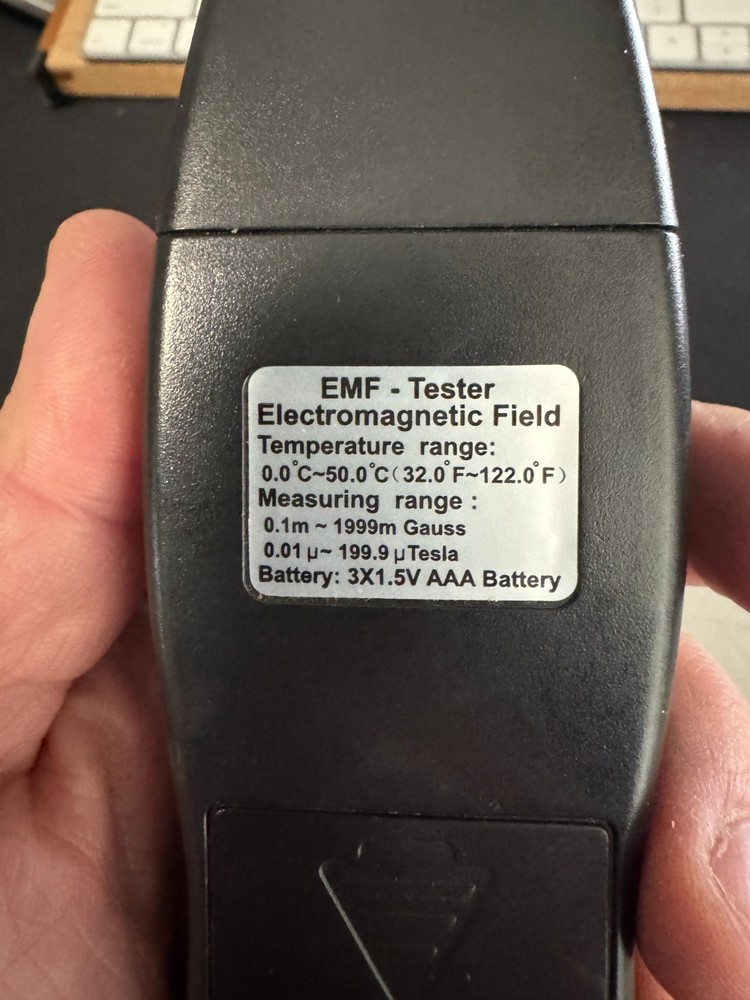 EMF - Tester
Electromagnetic Field
Temperature range:
0.0°C~50.0°C（32.0°F~122.0°F）
Measuring range :
0.1m ~ 1999m Gauss
0.01 μ~ 199.9 μTesla
Battery: 3X1.5V AAA Battery